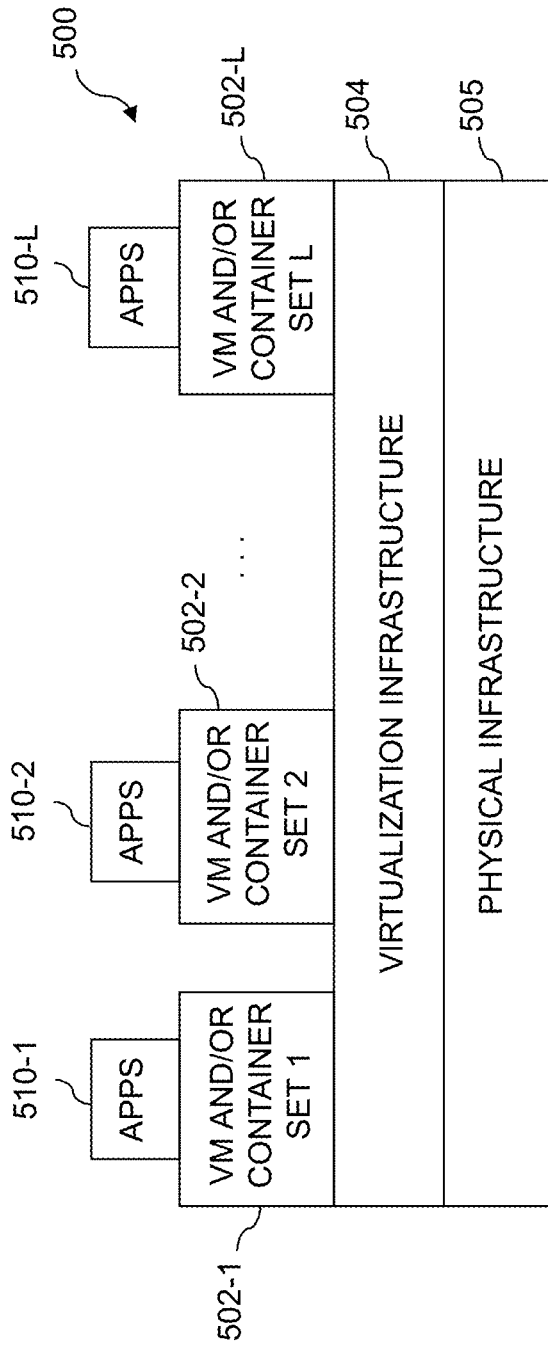 500
510-1
510-2
510-L
APPS
APPS
APPS
502-1
VM AND/OR
CONTAINER
SET 1
VM AND/OR
CONTAINER
SET 2
502-2
. . .
VM AND/OR
CONTAINER
SET L
502-L
VIRTUALIZATION INFRASTRUCTURE
504
PHYSICAL INFRASTRUCTURE
505